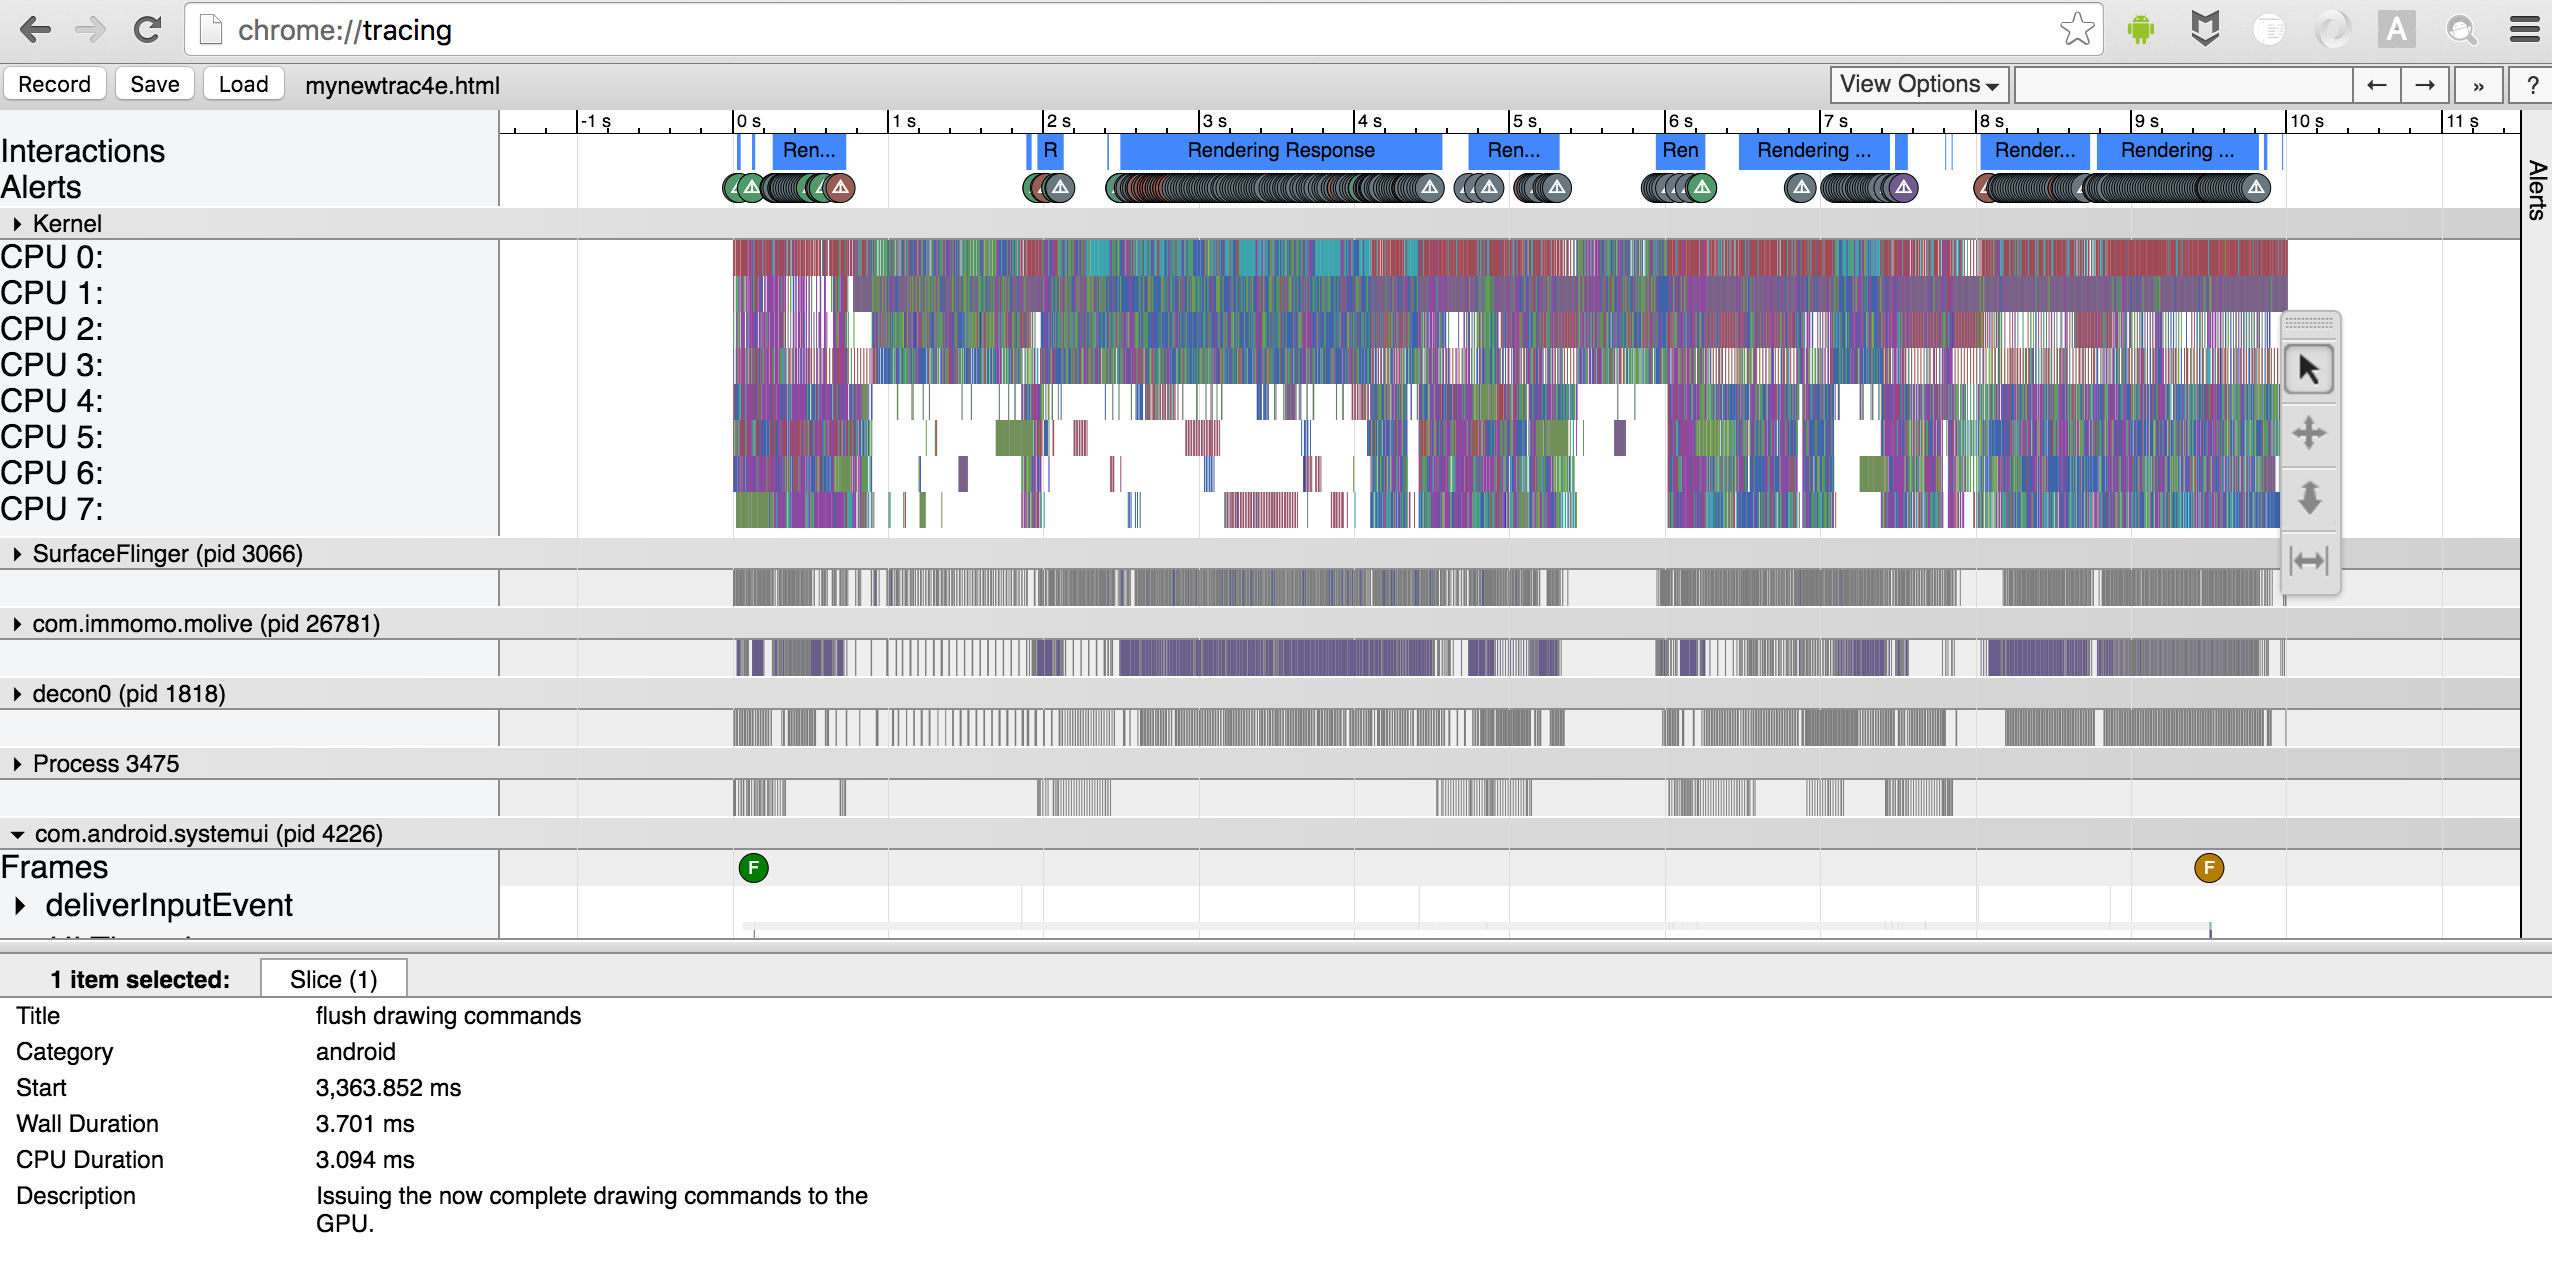 chrome://tracing
Record Save Load mynewtrac4e.html View Options ← → » ?
-1 s 0 s 1 s 2 s 3 s 4 s 5 s 6 s 7 s 8 s 9 s 10 s 11 s
Interactions Ren... R Rendering Response Ren... Ren Rendering ... Render... Rendering ...
Alerts
Alerts
Kernel
CPU 0:
CPU 1:
CPU 2:
CPU 3:
CPU 4:
CPU 5:
CPU 6:
CPU 7:
SurfaceFlinger (pid 3066)
com.immomo.molive (pid 26781)
decon0 (pid 1818)
Process 3475
com.android.systemui (pid 4226)
Frames F F
deliverInputEvent
1 item selected: Slice (1)
Title flush drawing commands
Category android
Start 3,363.852 ms
Wall Duration 3.701 ms
CPU Duration 3.094 ms
Description Issuing the now complete drawing commands to the
GPU.